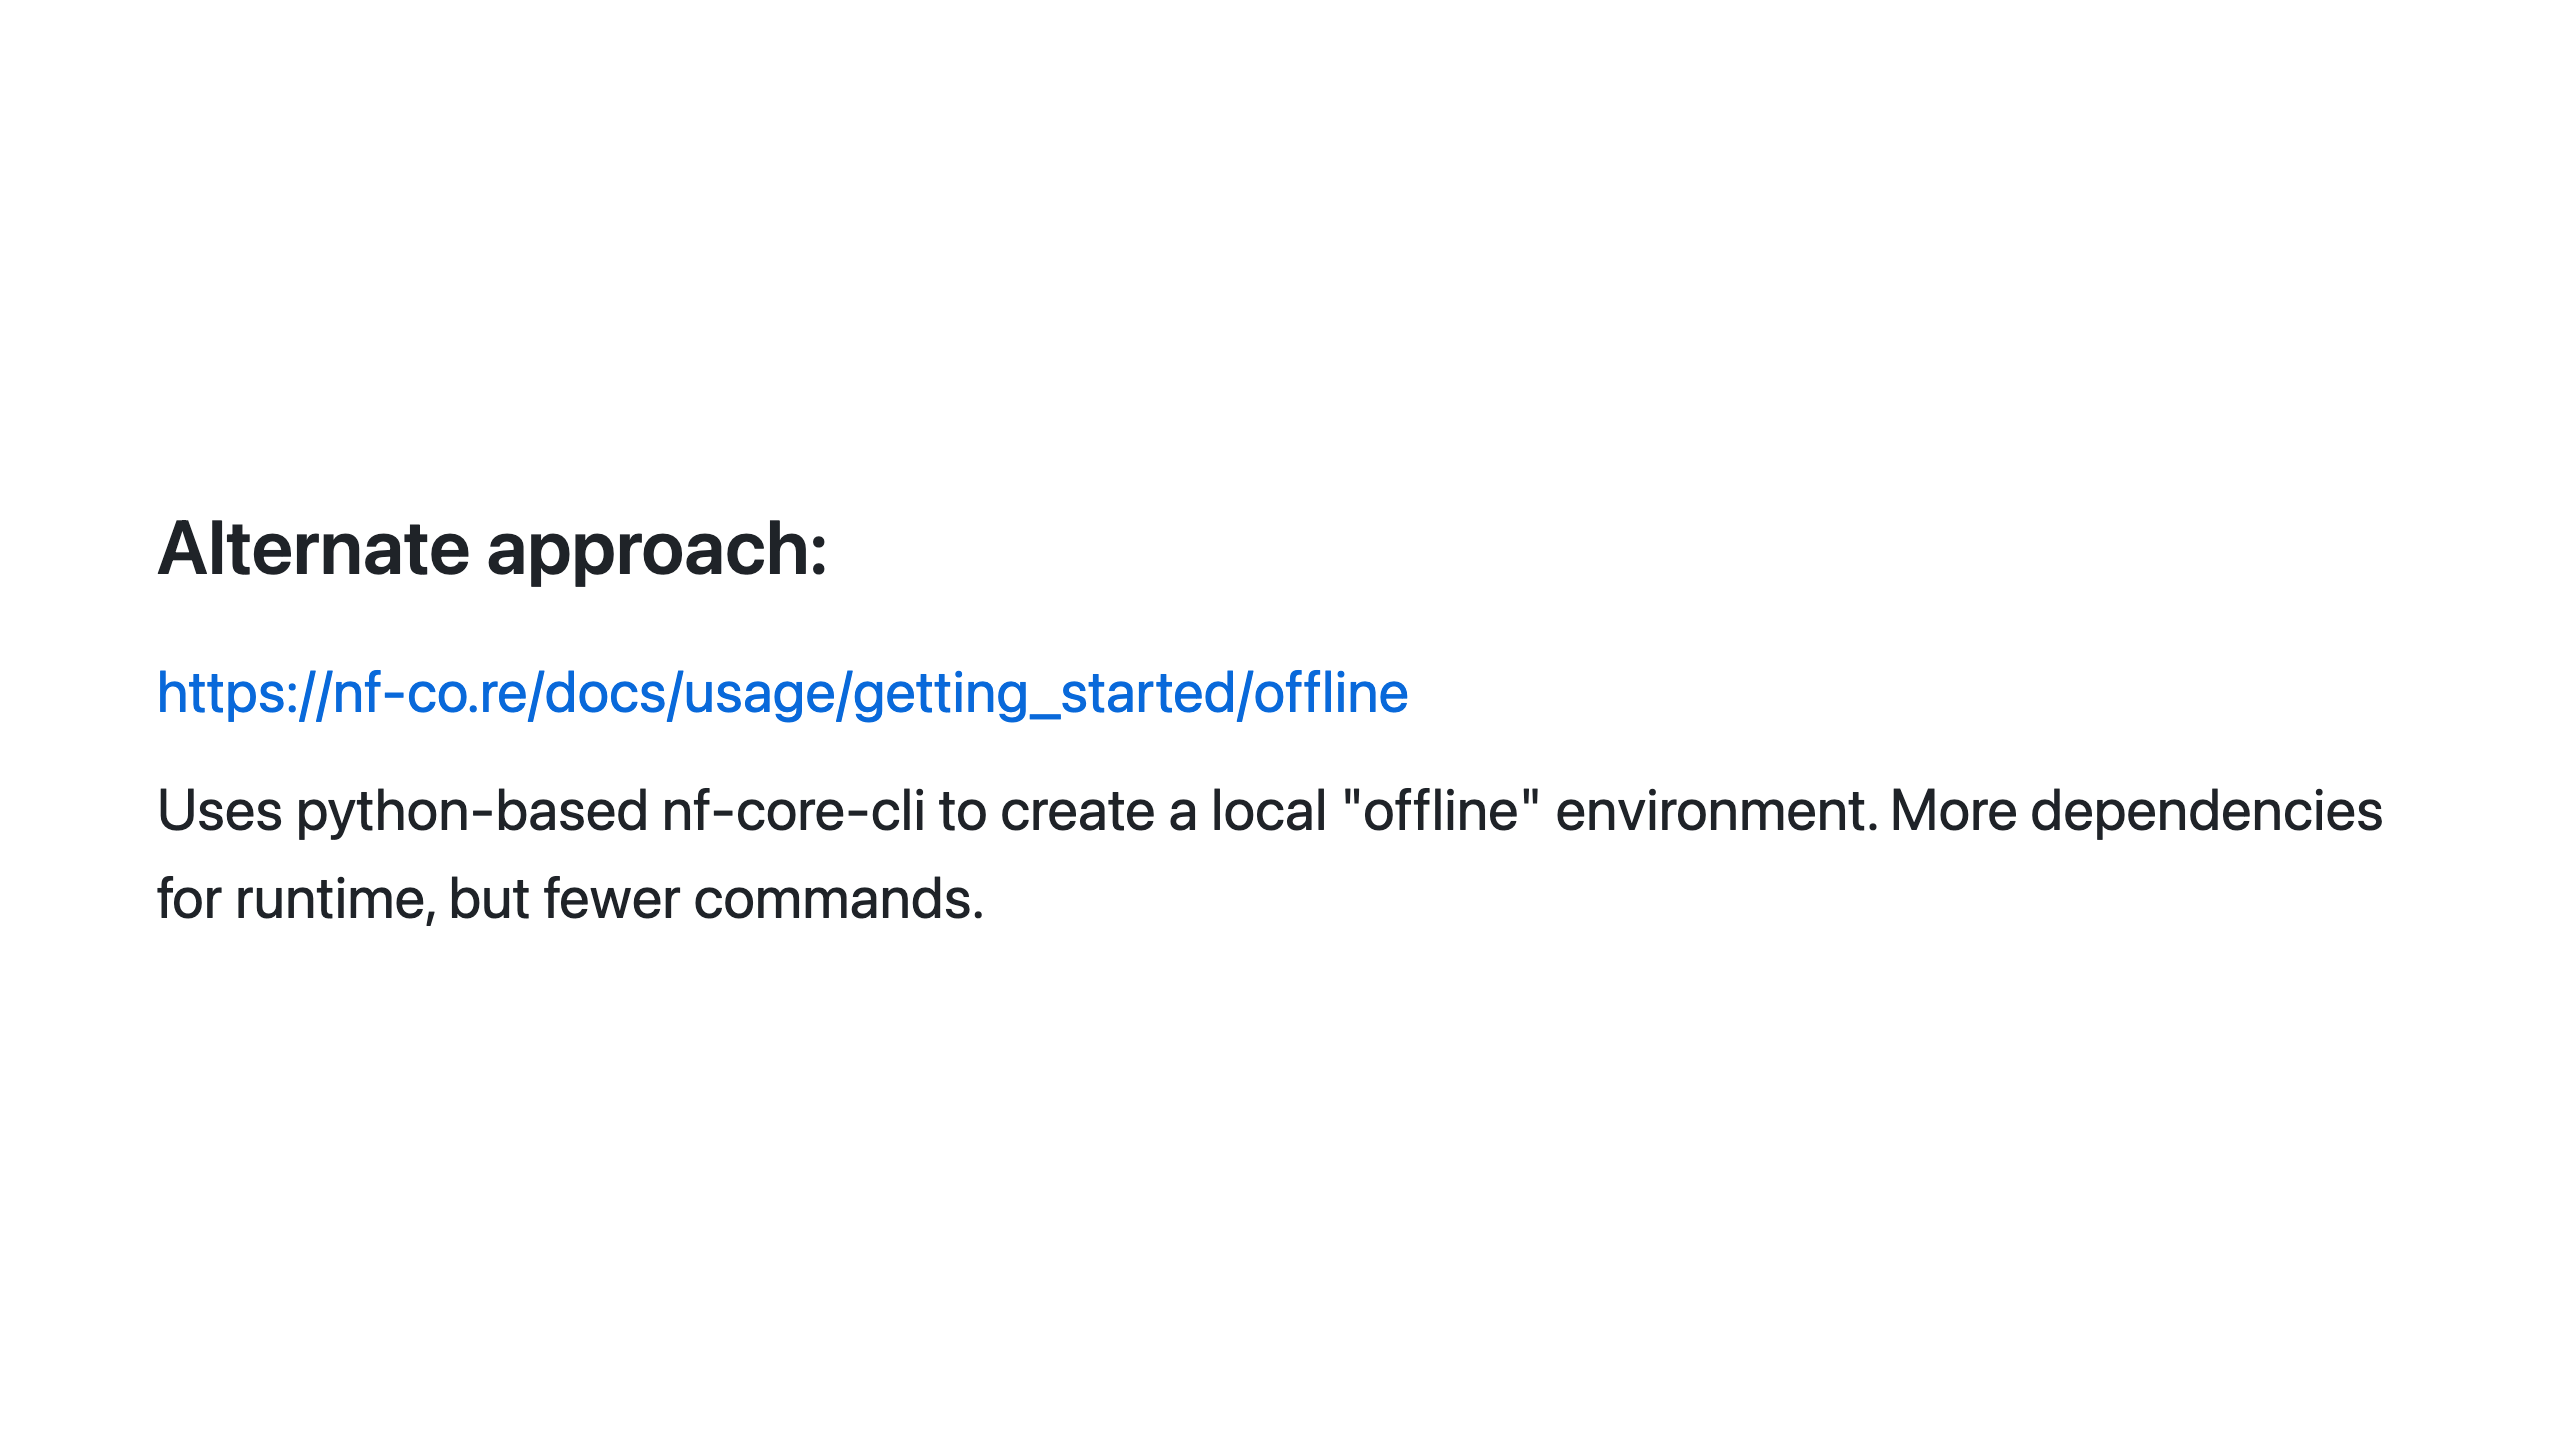 Alternate approach:
https://nf-co.re/docs/usage/getting_started/offline
Uses python-based nf-core-cli to create a local "offline" environment. More dependencies
for runtime, but fewer commands.